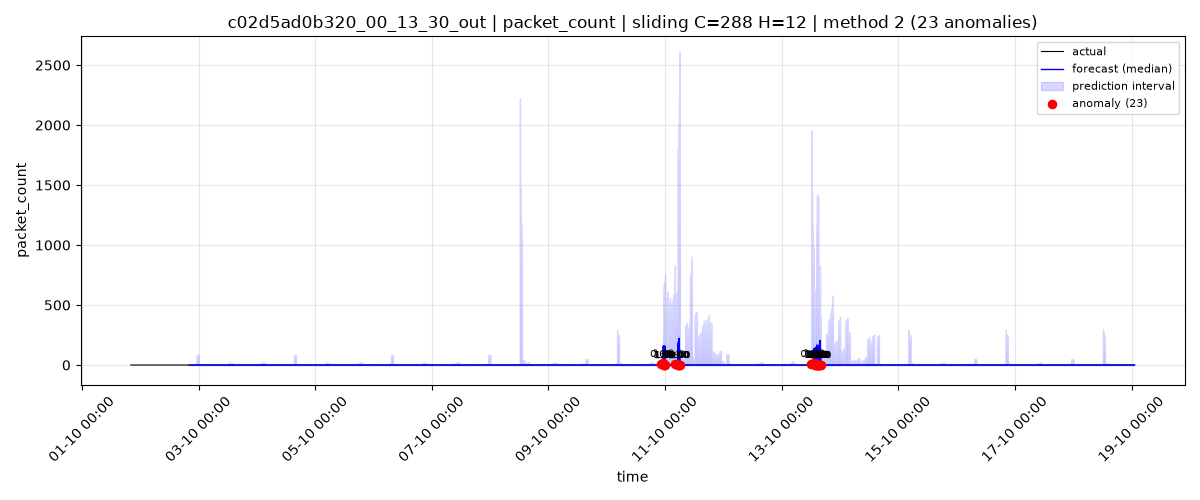 c02d5ad0b320_00_13_30_out | packet_count | sliding C=288 H=12 | method 2 (23 anomalies)
actual
forecast (median)
prediction interval
anomaly (23)
packet_count
2500
2000
1500
1000
500
0
01-10 00:00
03-10 00:00
05-10 00:00
07-10 00:00
09-10 00:00
11-10 00:00
13-10 00:00
15-10 00:00
17-10 00:00
19-10 00:00
time